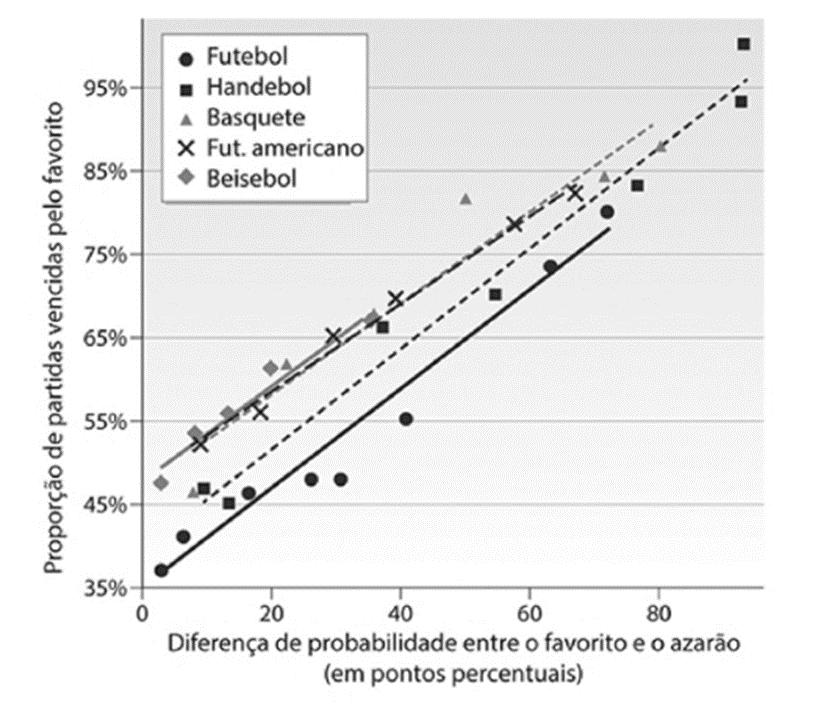 Futebol
Handebol
Basquete
Fut. americano
Beisebol
Proporção de partidas vencidas pelo favorito
95%
85%
75%
65%
55%
45%
35%
0 20 40 60 80
Diferença de probabilidade entre o favorito e o azarão
(em pontos percentuais)